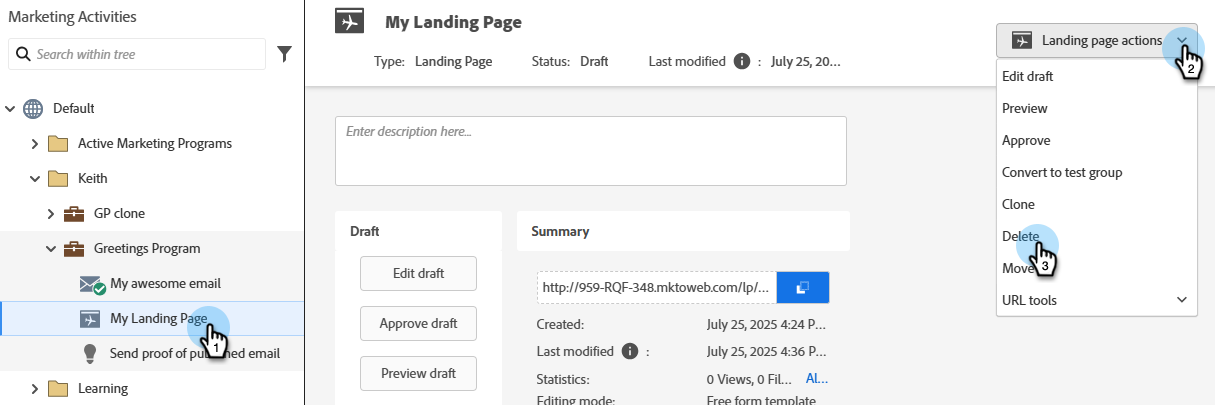 Marketing Activities
Search within tree
Default
Active Marketing Programs
Keith
GP clone
Greetings Program
My awesome email
My Landing Page
1
Send proof of published email
Learning
My Landing Page
Type: Landing Page Status: Draft Last modified : July 25, 20...
Landing page actions
2
Edit draft
Preview
Approve
Convert to test group
Clone
Delete
3
Move
URL tools
Enter description here...
Draft
Edit draft
Approve draft
Preview draft
Summary
http://959-RQF-348.mktoweb.com/lp/...
Created: July 25, 2025 4:24 P...
Last modified : July 25, 2025 4:36 P...
Statistics: 0 Views, 0 Fil... Al...
Editing mode: Free form template